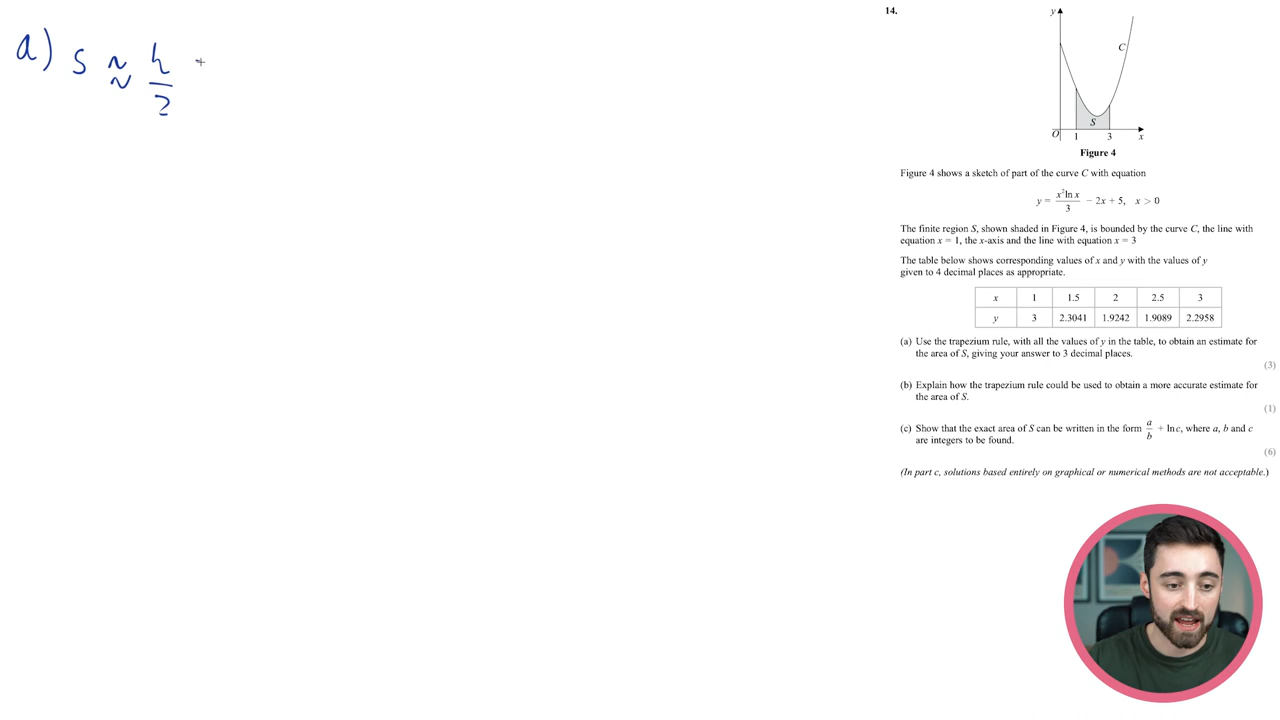 a) S ≈ h/2
14.
y
C
S
O 1 3 x
Figure 4
Figure 4 shows a sketch of part of the curve C with equation
y = x² ln x / 3 − 2x + 5, x > 0
The finite region S, shown shaded in Figure 4, is bounded by the curve C, the line with
equation x = 1, the x-axis and the line with equation x = 3
The table below shows corresponding values of x and y with the values of y
given to 4 decimal places as appropriate.
x 1 1.5 2 2.5 3
y 3 2.3041 1.9242 1.9089 2.2958
(a) Use the trapezium rule, with all the values of y in the table, to obtain an estimate for
the area of S, giving your answer to 3 decimal places.
(3)
(b) Explain how the trapezium rule could be used to obtain a more accurate estimate for
the area of S.
(1)
(c) Show that the exact area of S can be written in the form a/b + ln c, where a, b and c
are integers to be found.
(6)
(In part c, solutions based entirely on graphical or numerical methods are not acceptable.)